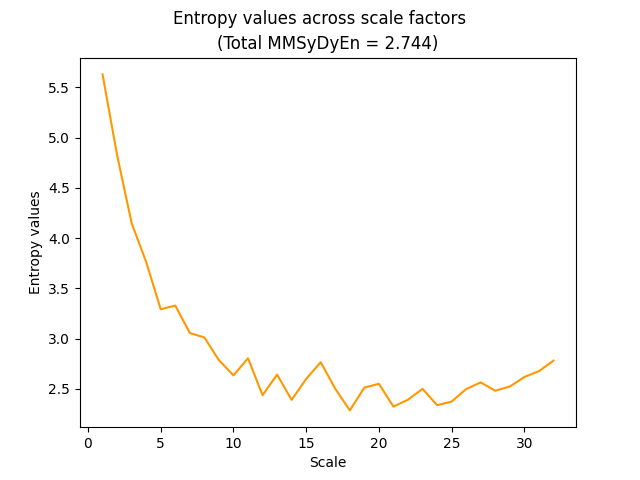 Entropy values across scale factors
(Total MMSyDyEn = 2.744)
Entropy values
5.5
5.0
4.5
4.0
3.5
3.0
2.5
0 5 10 15 20 25 30
Scale